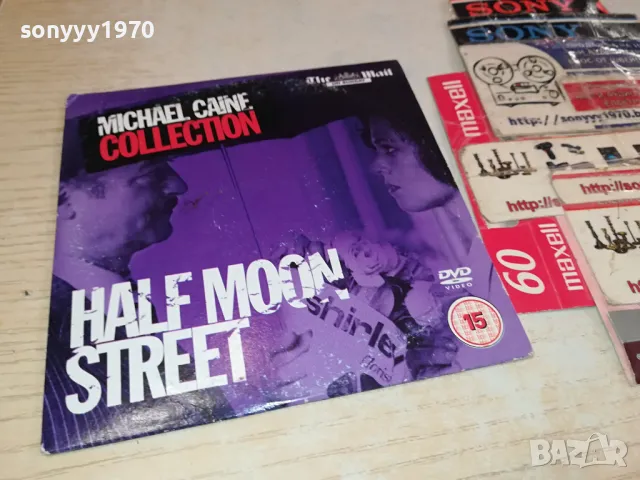 sonyyy1970
The Mail
MICHAEL CAINE
COLLECTION
HALF MOON
STREET
shirley
DVD
VIDEO
15
SONY
SONY
maxell
http://sonyyy1970.b
http://so
http
60
maxell
BAZAR